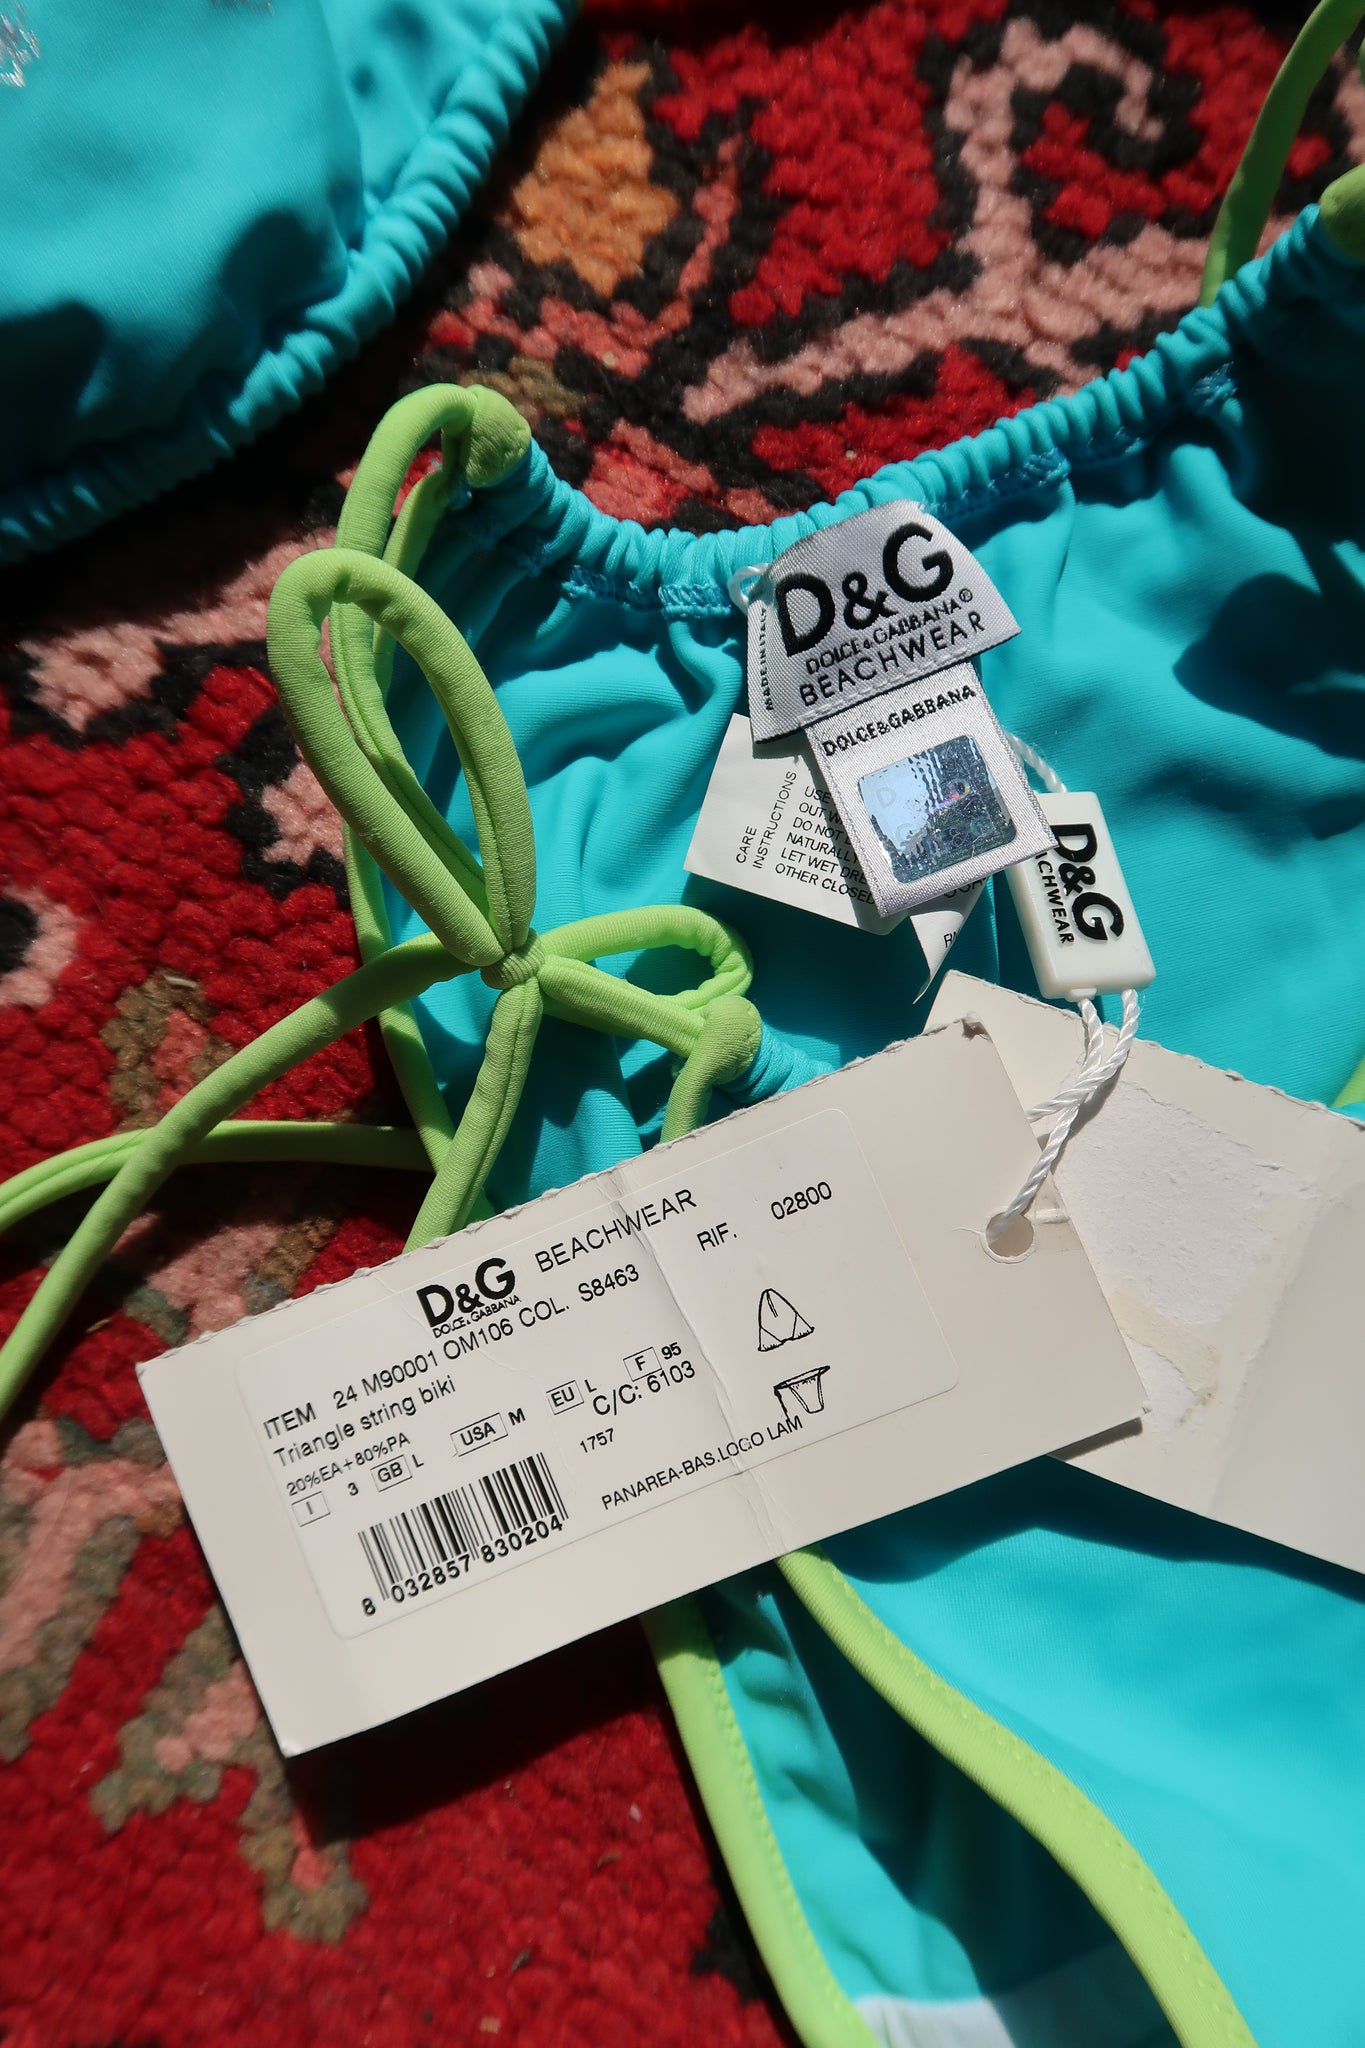 D&G
DOLCE & GABBANA®
BEACHWEAR
MADE IN ITALY
DOLCE&GABBANA
CARE
INSTRUCTIONS
USE
OUT
DO NOT
NATURALLY
LET WET
OTHER CLOSED
D&G
BEACHWEAR
RIF. 02800
D&G BEACHWEAR
DOLCE & GABBANA
ITEM 24 M90001 OM106 COL. S8463
Triangle string biki
20%EA+80%PA
I 3 GB L USA M EU L F 95
C/C: 6103
1757
PANAREA-BAS.LOGO LAM
8 032857 830204